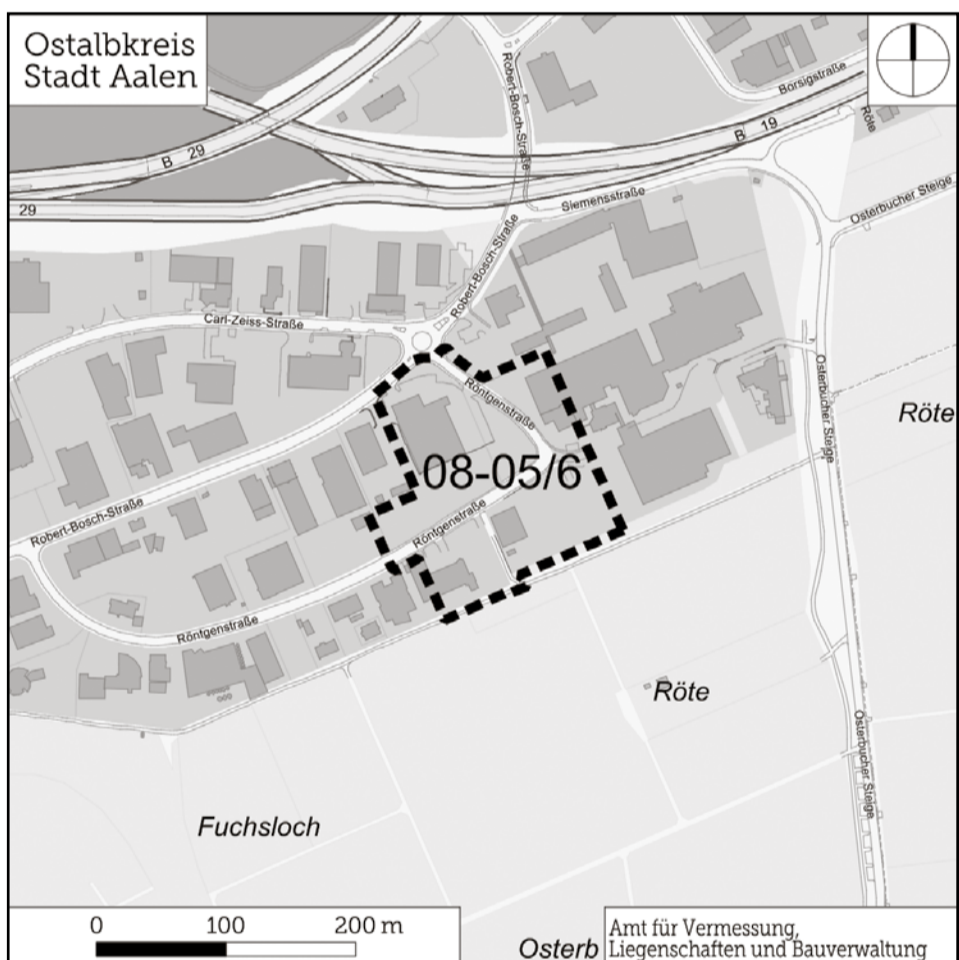 Ostalbkreis
Stadt Aalen
Robert-Bosch-Straße
Borsigstraße
B 29
B 19
Röte
29
Siemensstraße
Osterbucher Steige
Robert-Bosch-Straße
Carl-Zeiss-Straße
Röntgenstraße
Osterbucher Steige
Röte
08-05/6
Robert-Bosch-Straße
Röntgenstraße
Röntgenstraße
Röte
Osterbucher Steige
Fuchsloch
0 100 200 m
Osterb
Amt für Vermessung,
Liegenschaften und Bauverwaltung